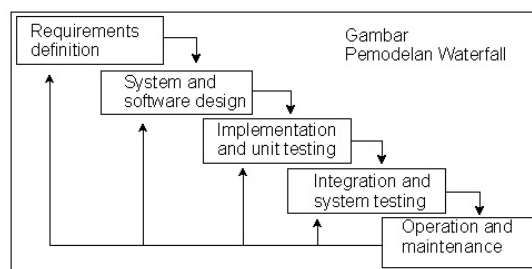 Requirements
definition
Gambar
Pemodelan Waterfall
System and
software design
Implementation
and unit testing
Integration and
system testing
Operation and
maintenance